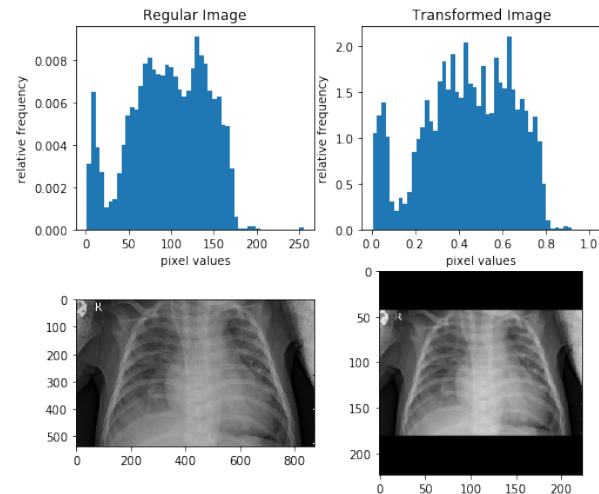 Regular Image
relative frequency
0.008
0.006
0.004
0.002
0.000
0 50 100 150 200 250
pixel values
Transformed Image
relative frequency
2.0
1.5
1.0
0.5
0.0
0.0 0.2 0.4 0.6 0.8 1.0
pixel values
0
100
200
300
400
500
0 200 400 600 800
R
0
50
100
150
200
0 50 100 150 200
R